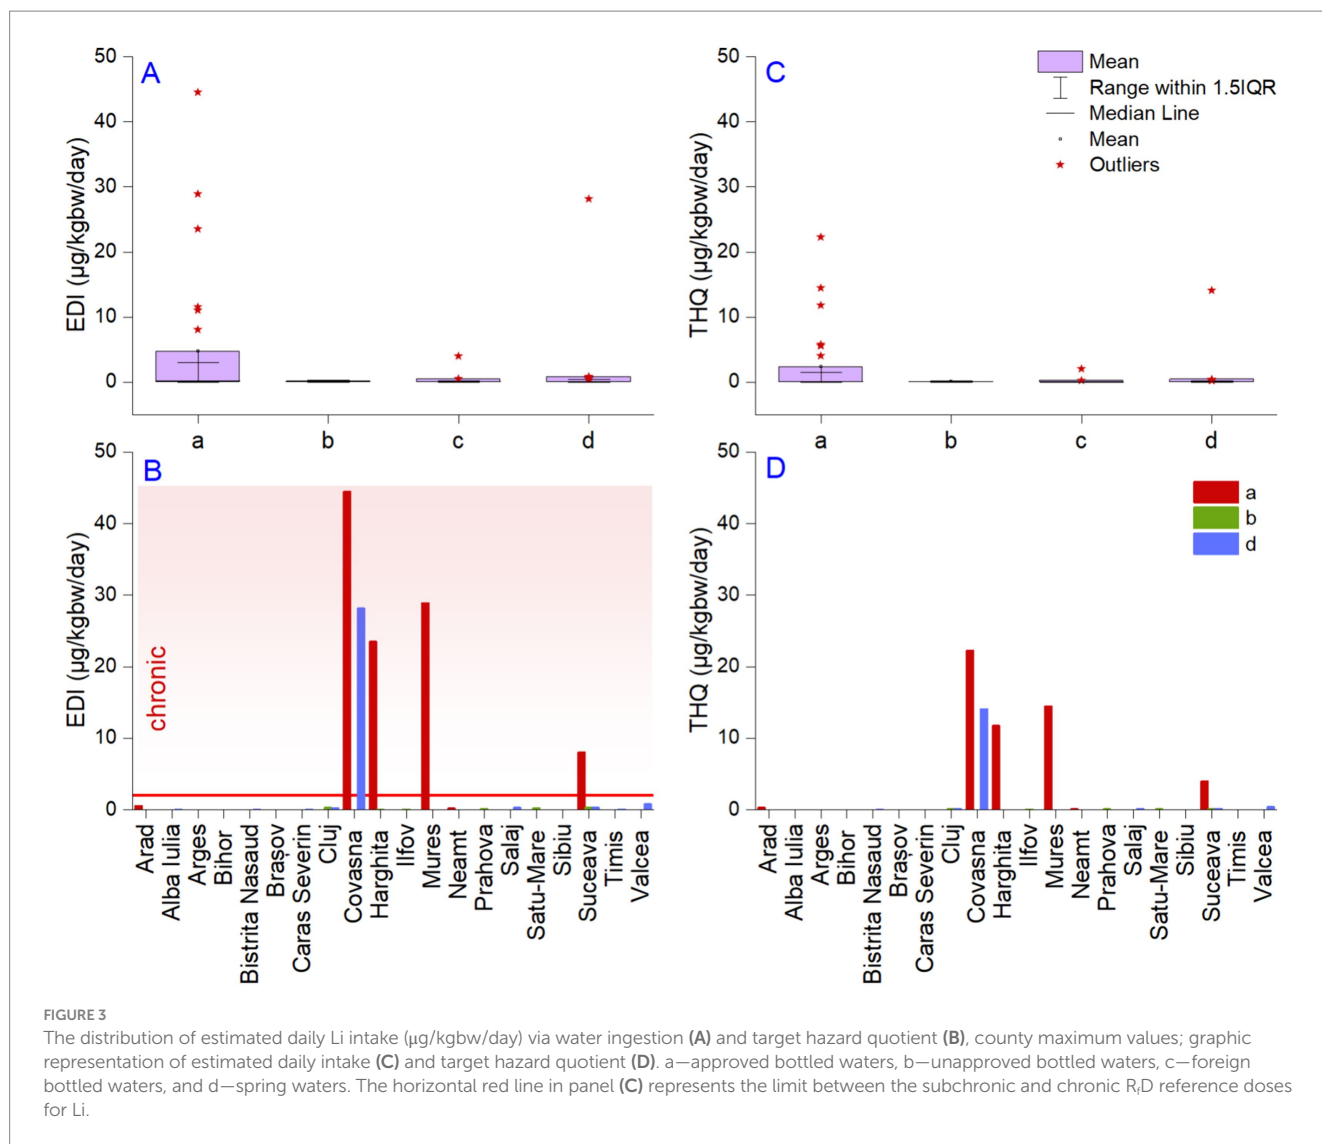 A
50
40
30
20
10
0
EDI (µg/kgbw/day)
a
b
c
d
C
50
40
30
20
10
0
THQ (µg/kgbw/day)
a
b
c
d
Mean
Range within 1.5IQR
Median Line
Mean
Outliers
B
50
40
30
20
10
0
EDI (µg/kgbw/day)
chronic
Arad
Alba Iulia
Arges
Bihor
Bistrita Nasaud
Brașov
Caras Severin
Cluj
Covasna
Harghita
Ilfov
Mures
Neamt
Prahova
Salaj
Satu-Mare
Sibiu
Suceava
Timis
Valcea
D
50
40
30
20
10
0
THQ (µg/kgbw/day)
a
b
d
Arad
Alba Iulia
Arges
Bihor
Bistrita Nasaud
Brașov
Caras Severin
Cluj
Covasna
Harghita
Ilfov
Mures
Neamt
Prahova
Salaj
Satu-Mare
Sibiu
Suceava
Timis
Valcea
FIGURE 3
The distribution of estimated daily Li intake (µg/kgbw/day) via water ingestion (A) and target hazard quotient (B), county maximum values; graphic
representation of estimated daily intake (C) and target hazard quotient (D). a—approved bottled waters, b—unapproved bottled waters, c—foreign
bottled waters, and d—spring waters. The horizontal red line in panel (C) represents the limit between the subchronic and chronic RfD reference doses
for Li.